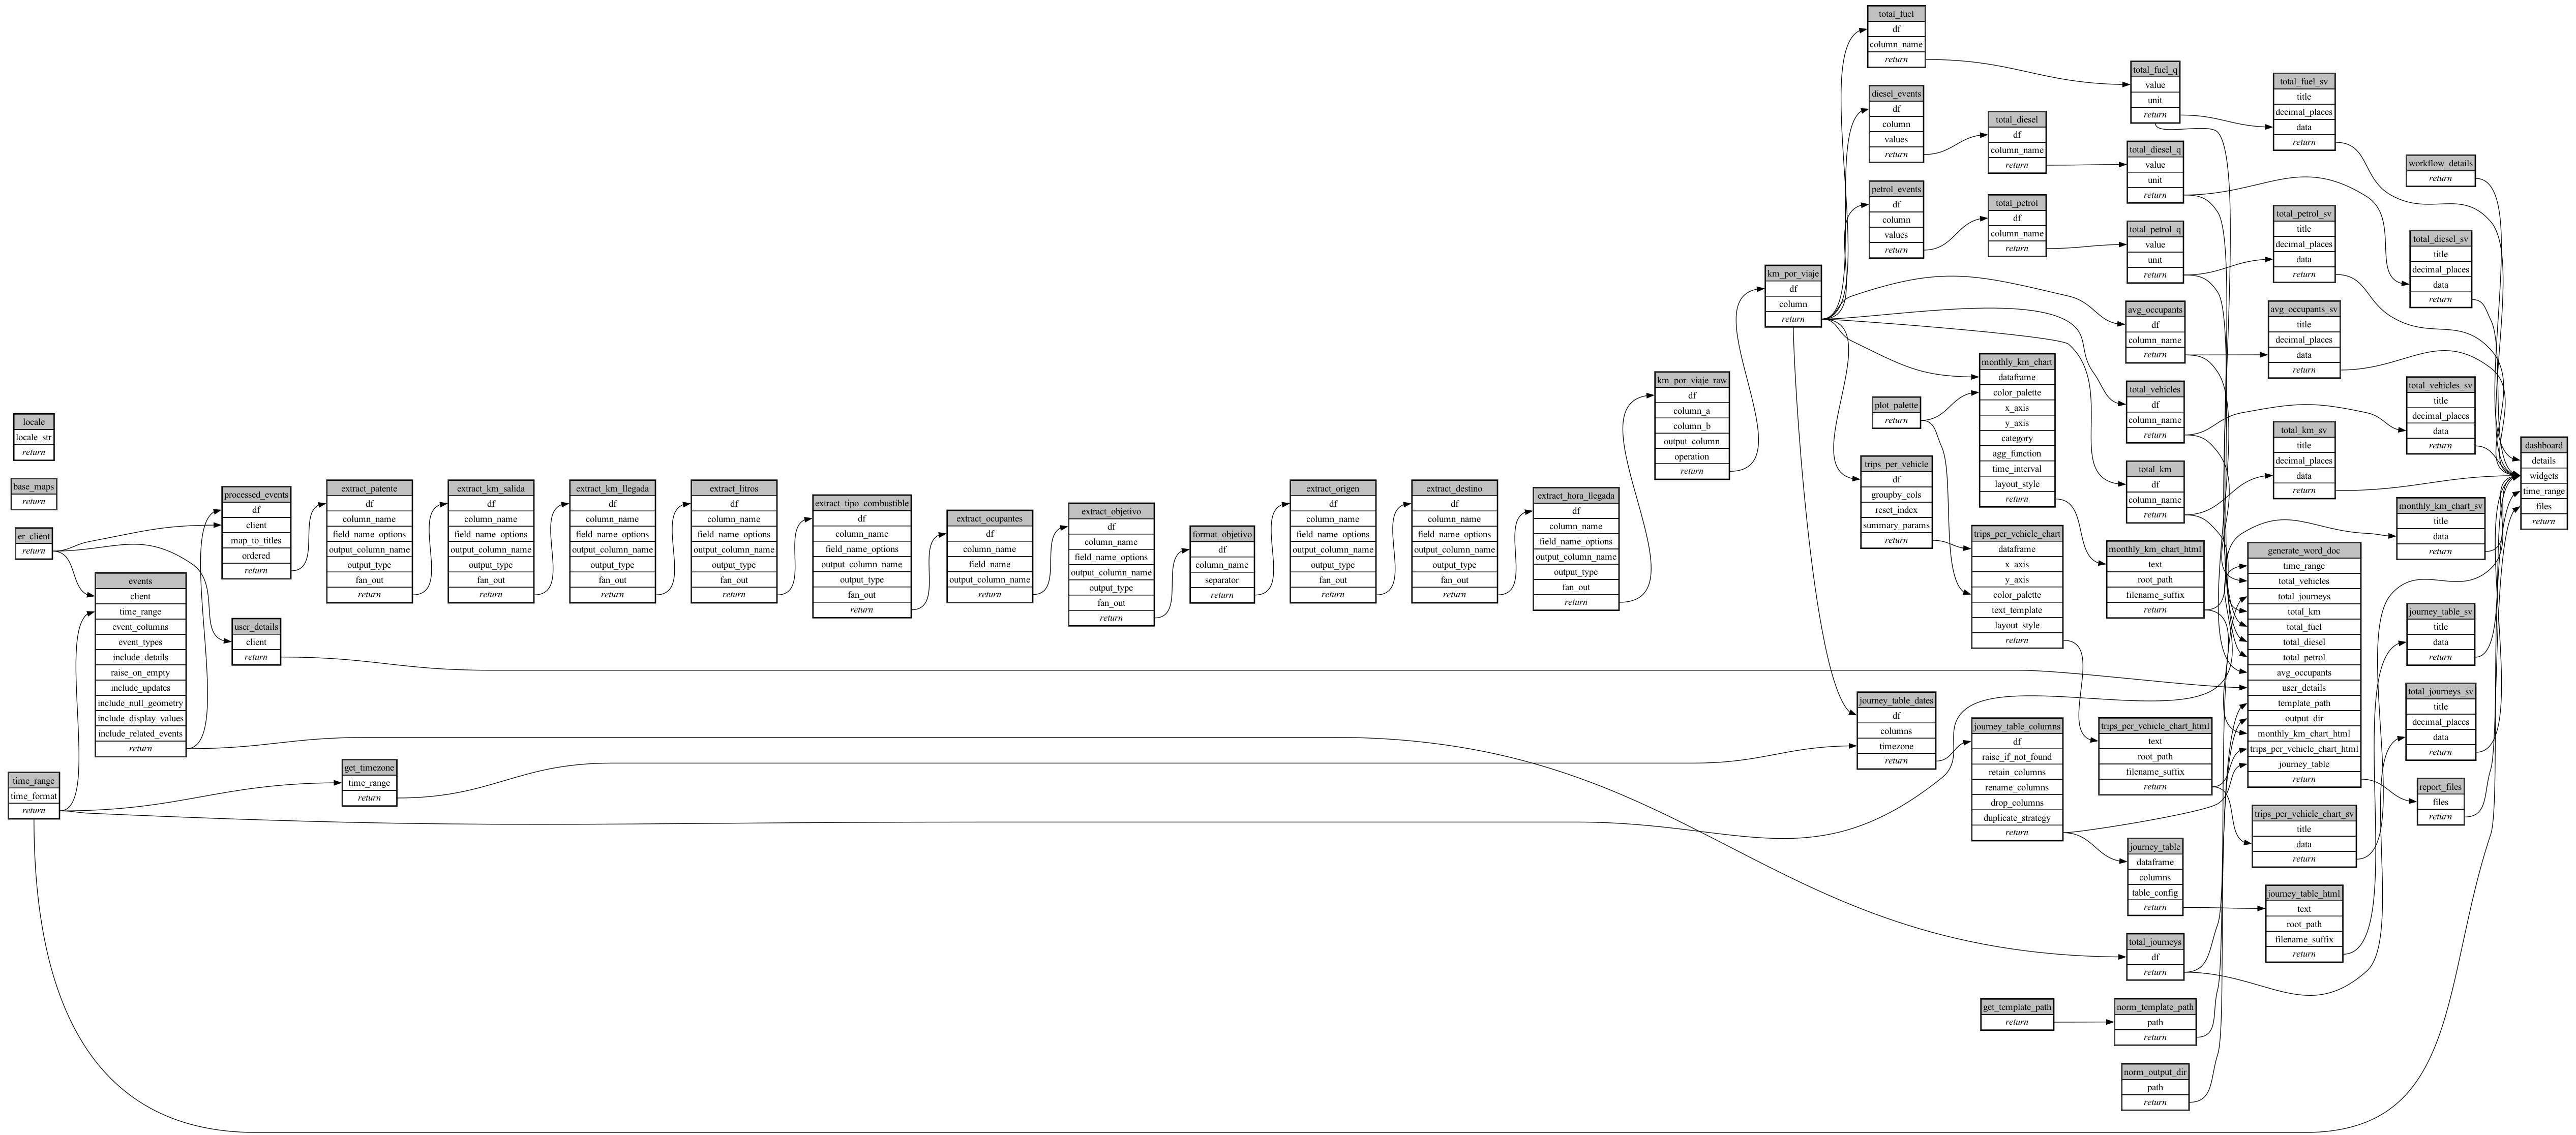 locale
locale_str
return
base_maps
return
er_client
return
time_range
time_format
return
events
client
time_range
event_columns
event_types
include_details
raise_on_empty
include_updates
include_null_geometry
include_display_values
include_related_events
return
processed_events
df
client
map_to_titles
ordered
return
user_details
client
return
get_timezone
time_range
return
extract_patente
df
column_name
field_name_options
output_column_name
output_type
fan_out
return
extract_km_salida
df
column_name
field_name_options
output_column_name
output_type
fan_out
return
extract_km_llegada
df
column_name
field_name_options
output_column_name
output_type
fan_out
return
extract_litros
df
column_name
field_name_options
output_column_name
output_type
fan_out
return
extract_tipo_combustible
df
column_name
field_name_options
output_column_name
output_type
fan_out
return
extract_ocupantes
df
column_name
field_name
output_column_name
return
extract_objetivo
df
column_name
field_name_options
output_column_name
output_type
fan_out
return
format_objetivo
df
column_name
separator
return
extract_origen
df
column_name
field_name_options
output_column_name
output_type
fan_out
return
extract_destino
df
column_name
field_name_options
output_column_name
output_type
fan_out
return
extract_hora_llegada
df
column_name
field_name_options
output_column_name
output_type
fan_out
return
km_por_viaje_raw
df
column_a
column_b
output_column
operation
return
km_por_viaje
df
column
return
total_fuel
df
column_name
return
diesel_events
df
column
values
return
petrol_events
df
column
values
return
plot_palette
return
trips_per_vehicle
df
groupby_cols
reset_index
summary_params
return
journey_table_dates
df
columns
timezone
return
total_diesel
df
column_name
return
total_petrol
df
column_name
return
monthly_km_chart
dataframe
color_palette
x_axis
y_axis
category
agg_function
time_interval
layout_style
return
trips_per_vehicle_chart
dataframe
x_axis
y_axis
color_palette
text_template
layout_style
return
journey_table_columns
df
raise_if_not_found
retain_columns
rename_columns
drop_columns
duplicate_strategy
return
get_template_path
return
total_fuel_q
value
unit
return
total_diesel_q
value
unit
return
total_petrol_q
value
unit
return
avg_occupants
df
column_name
return
total_vehicles
df
column_name
return
total_km
df
column_name
return
monthly_km_chart_html
text
root_path
filename_suffix
return
trips_per_vehicle_chart_html
text
root_path
filename_suffix
return
journey_table
dataframe
columns
table_config
return
total_journeys
df
return
norm_template_path
path
return
norm_output_dir
path
return
total_fuel_sv
title
decimal_places
data
return
total_petrol_sv
title
decimal_places
data
return
avg_occupants_sv
title
decimal_places
data
return
total_km_sv
title
decimal_places
data
return
generate_word_doc
time_range
total_vehicles
total_journeys
total_km
total_fuel
total_diesel
total_petrol
avg_occupants
user_details
template_path
output_dir
monthly_km_chart_html
trips_per_vehicle_chart_html
journey_table
return
trips_per_vehicle_chart_sv
title
data
return
journey_table_html
text
root_path
filename_suffix
return
workflow_details
return
total_diesel_sv
title
decimal_places
data
return
total_vehicles_sv
title
decimal_places
data
return
monthly_km_chart_sv
title
data
return
journey_table_sv
title
data
return
total_journeys_sv
title
decimal_places
data
return
report_files
files
return
dashboard
details
widgets
time_range
files
return